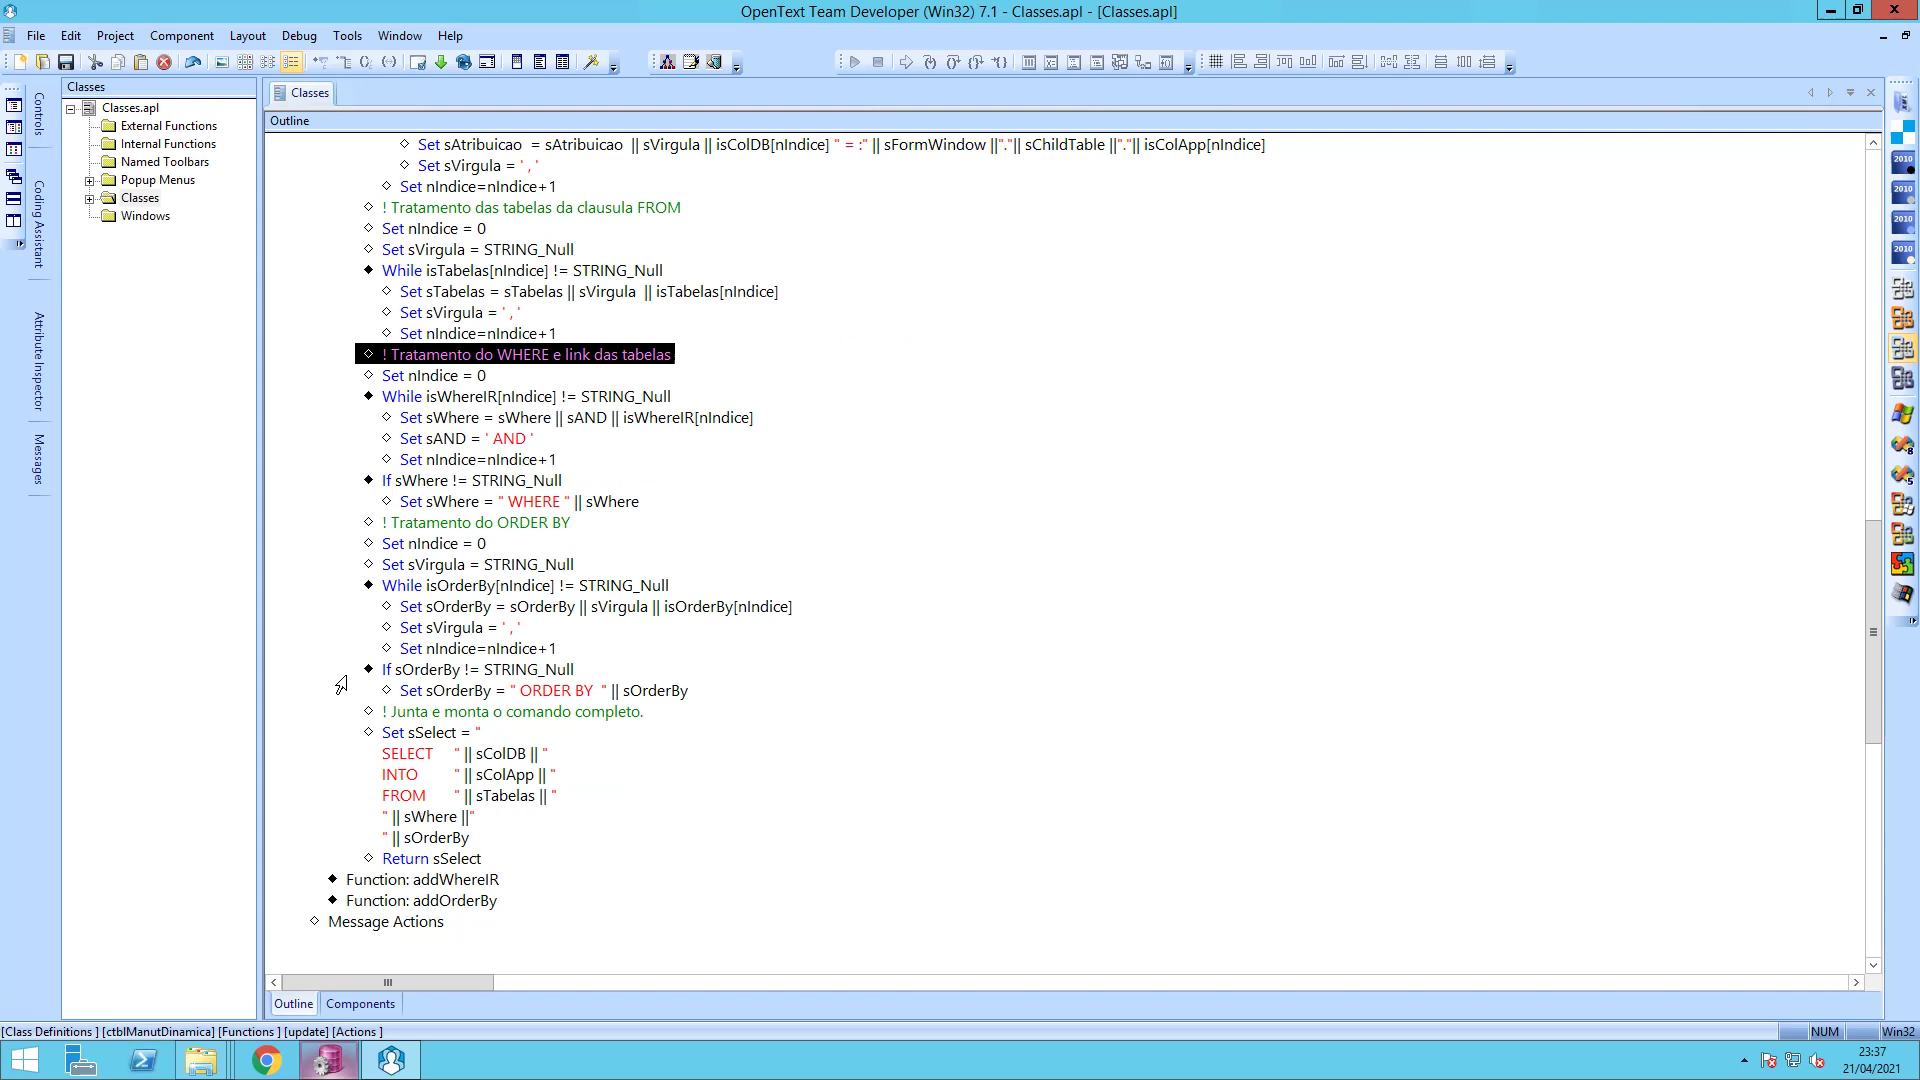 OpenText Team Developer (Win32) 7.1 - Classes.apl - [Classes.apl]
File Edit Project Component Layout Debug Tools Window Help
Classes
Classes.apl
External Functions
Internal Functions
Named Toolbars
Popup Menus
Classes
Windows
Controls
Coding Assistant
Attribute Inspector
Messages
Classes
Outline
Set sAtribuicao = sAtribuicao || sVirgula || isColDB[nIndice] " = :" || sFormWindow ||"."|| sChildTable ||"."|| isColApp[nIndice]
Set sVirgula = ' , '
Set nIndice=nIndice+1
! Tratamento das tabelas da clausula FROM
Set nIndice = 0
Set sVirgula = STRING_Null
While isTabelas[nIndice] != STRING_Null
Set sTabelas = sTabelas || sVirgula || isTabelas[nIndice]
Set sVirgula = ' , '
Set nIndice=nIndice+1
! Tratamento do WHERE e link das tabelas
Set nIndice = 0
While isWhereIR[nIndice] != STRING_Null
Set sWhere = sWhere || sAND || isWhereIR[nIndice]
Set sAND = ' AND '
Set nIndice=nIndice+1
If sWhere != STRING_Null
Set sWhere = " WHERE " || sWhere
! Tratamento do ORDER BY
Set nIndice = 0
Set sVirgula = STRING_Null
While isOrderBy[nIndice] != STRING_Null
Set sOrderBy = sOrderBy || sVirgula || isOrderBy[nIndice]
Set sVirgula = ' , '
Set nIndice=nIndice+1
If sOrderBy != STRING_Null
Set sOrderBy = " ORDER BY " || sOrderBy
! Junta e monta o comando completo.
Set sSelect = "
SELECT " || sColDB || "
INTO " || sColApp || "
FROM " || sTabelas || "
" || sWhere ||"
" || sOrderBy
Return sSelect
Function: addWhereIR
Function: addOrderBy
Message Actions
Outline Components
[Class Definitions ] [ctblManutDinamica] [Functions ] [update] [Actions ]
NUM Win32
2010
2010
2010
2010
23:37
21/04/2021